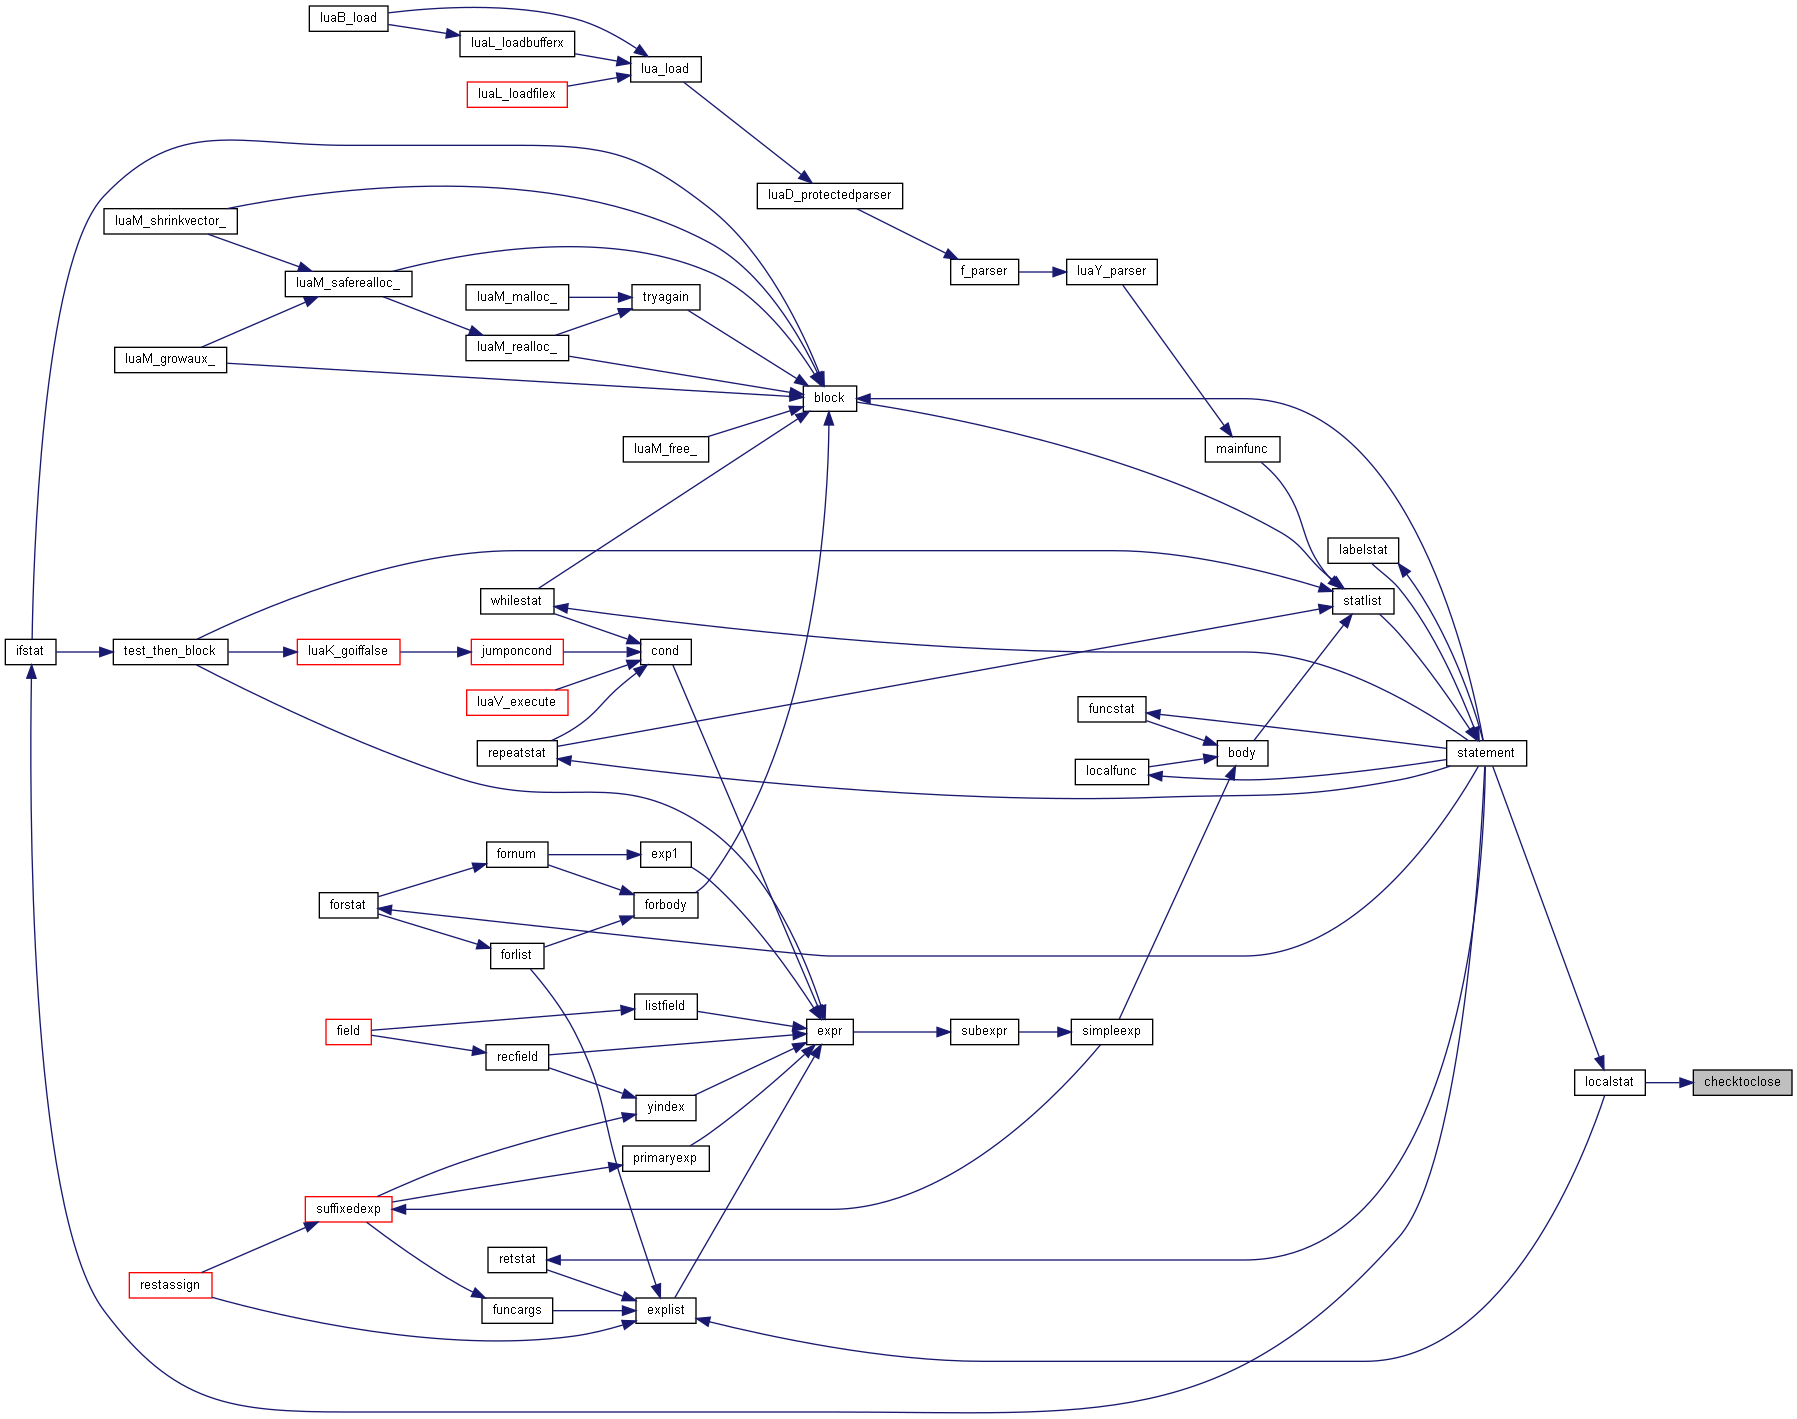 luaB_load
luaL_loadbufferx
lua_load
luaL_loadfilex
luaD_protectedparser
luaM_shrinkvector_
f_parser
luaY_parser
luaM_saferealloc_
luaM_malloc_
tryagain
luaM_realloc_
luaM_growaux_
block
luaM_free_
mainfunc
labelstat
whilestat
statlist
ifstat
test_then_block
luaK_goiffalse
jumponcond
cond
luaV_execute
funcstat
repeatstat
body
statement
localfunc
fornum
exp1
forstat
forbody
forlist
listfield
field
expr
subexpr
simpleexp
recfield
localstat
checktoclose
yindex
primaryexp
suffixedexp
retstat
restassign
funcargs
explist